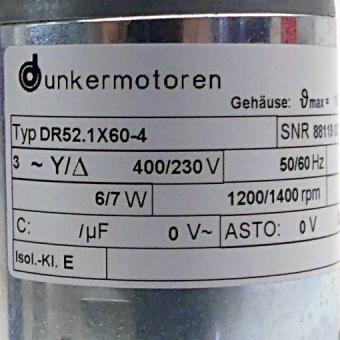 dunkermotoren
Gehäuse: ϑmax=
Typ DR52.1X60-4 SNR 88119
3 ~ Y/Δ 400/230 V 50/60 Hz
6/7 W 1200/1400 rpm
C: /µF 0 V~ ASTO: 0 V
Isol.-Kl. E